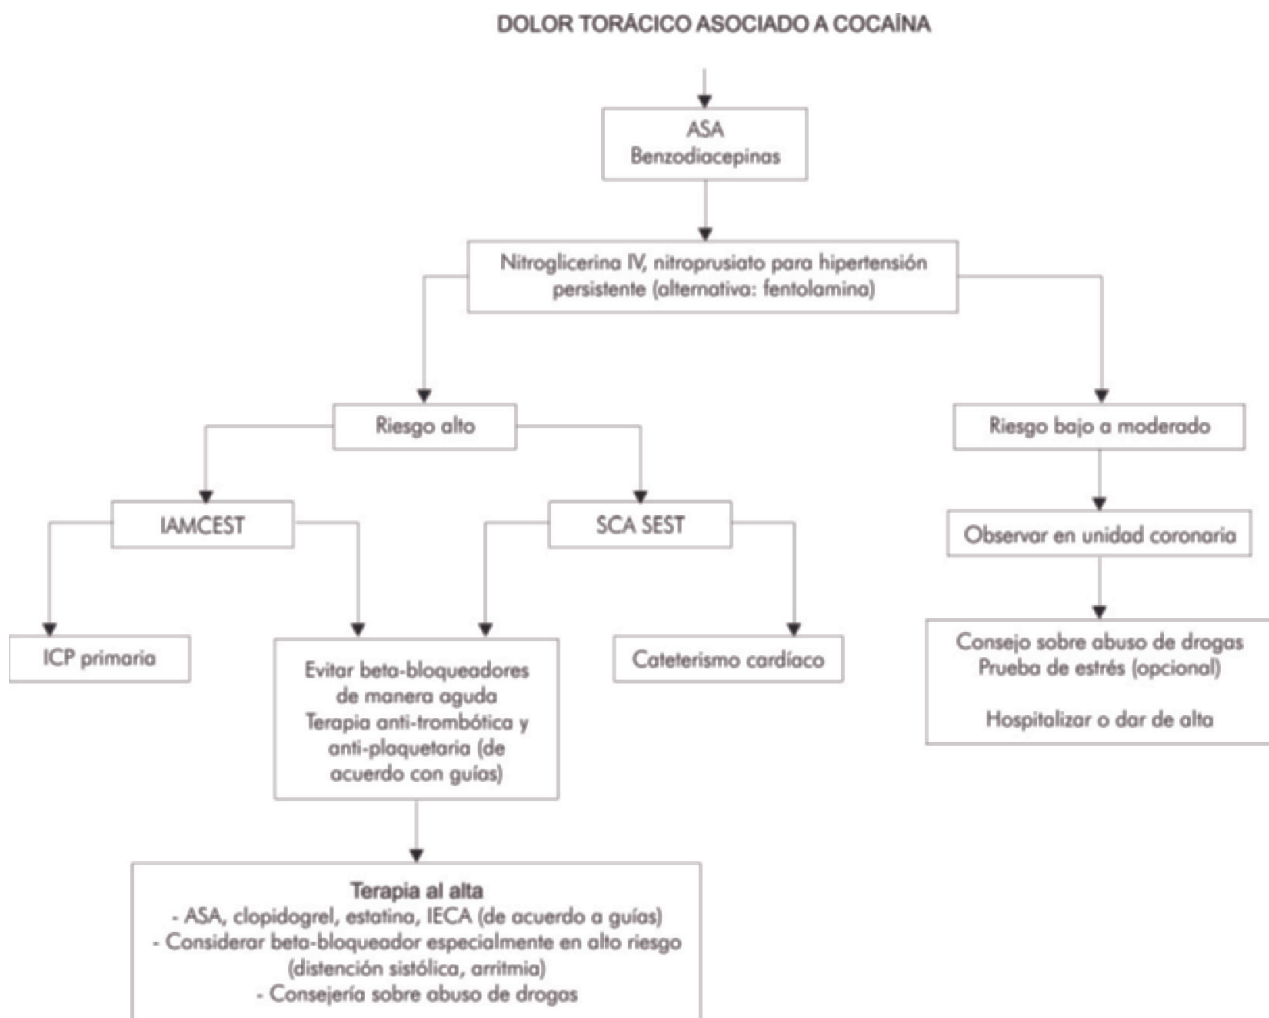 DOLOR TORÁCICO ASOCIADO A COCAÍNA
ASA
Benzodiacepinas
Nitroglicerina IV, nitroprusiato para hipertensión
persistente (alternativa: fentolamina)
Riesgo alto
Riesgo bajo a moderado
IAMCEST
SCA SEST
Observar en unidad coronaria
ICP primaria
Evitar beta-bloqueadores
de manera aguda
Terapia anti-trombótica y
anti-plaquetaria (de
acuerdo con guías)
Cateterismo cardíaco
Consejo sobre abuso de drogas
Prueba de estrés (opcional)
Hospitalizar o dar de alta
Terapia al alta
- ASA, clopidogrel, estatina, IECA (de acuerdo a guías)
- Considerar beta-bloqueador especialmente en alto riesgo
(distención sistólica, arritmia)
- Consejería sobre abuso de drogas